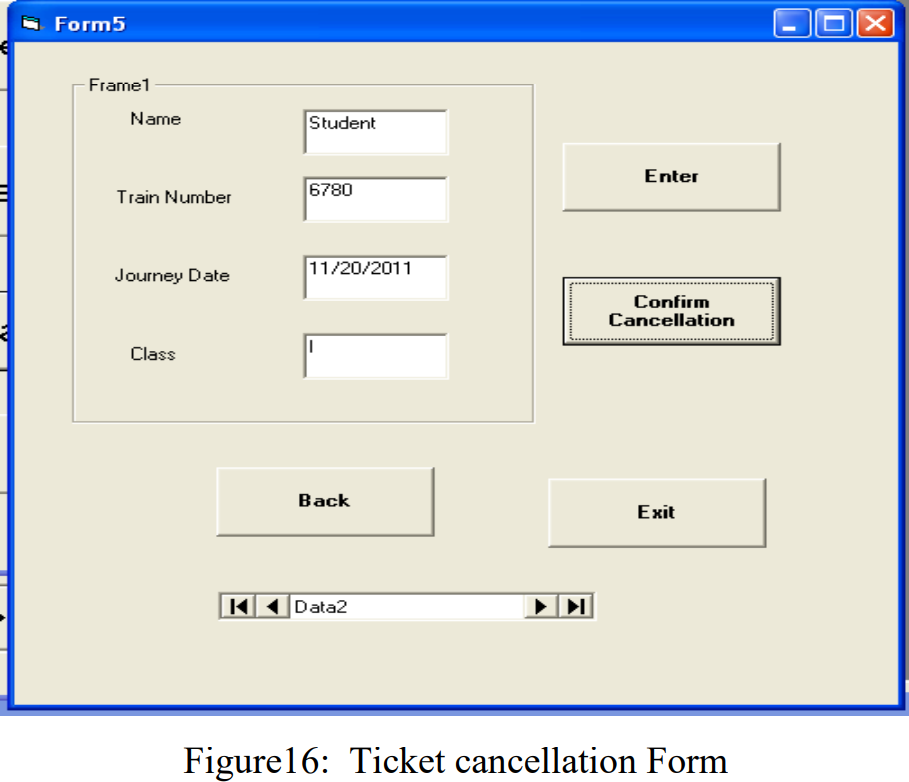 Form5
Frame1
Name
Student
Train Number
6780
Journey Date
11/20/2011
Class
I
Enter
Confirm
Cancellation
Back
Exit
Data2
Figure16: Ticket cancellation Form